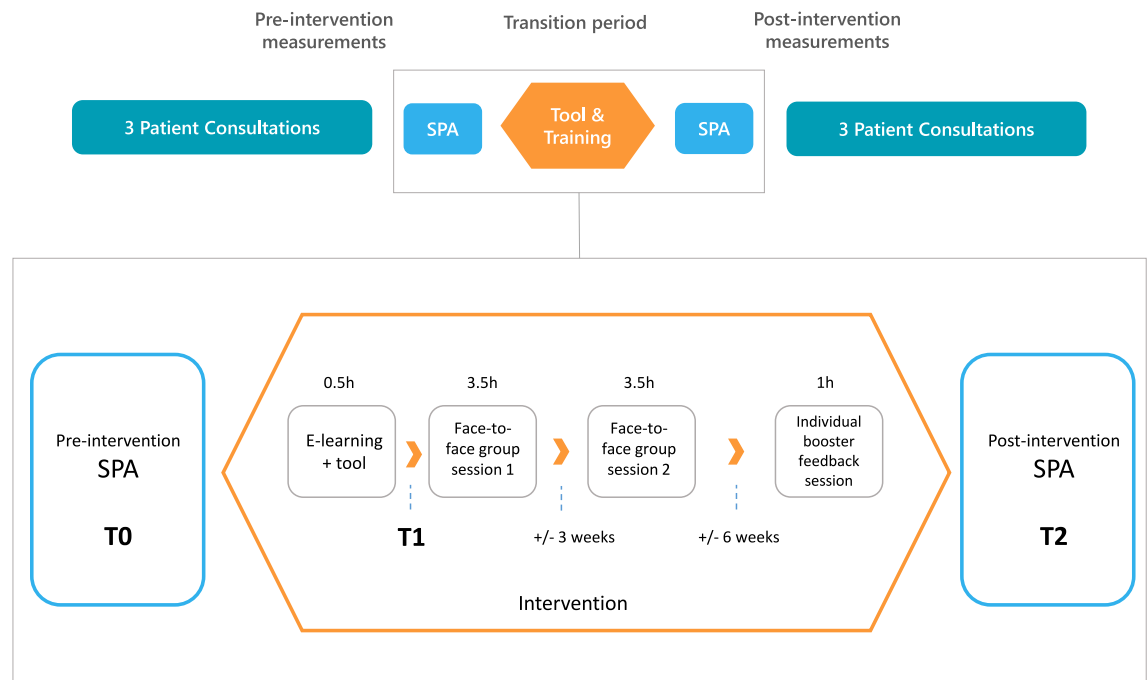 Pre-intervention
measurements
Transition period
Post-intervention
measurements
3 Patient Consultations
SPA
Tool &
Training
SPA
3 Patient Consultations
0.5h
3.5h
3.5h
1h
Pre-intervention
SPA
T0
E-learning
+ tool
Face-to-
face group
session 1
Face-to-
face group
session 2
Individual
booster
feedback
session
Post-intervention
SPA
T2
T1
+/- 3 weeks
+/- 6 weeks
Intervention